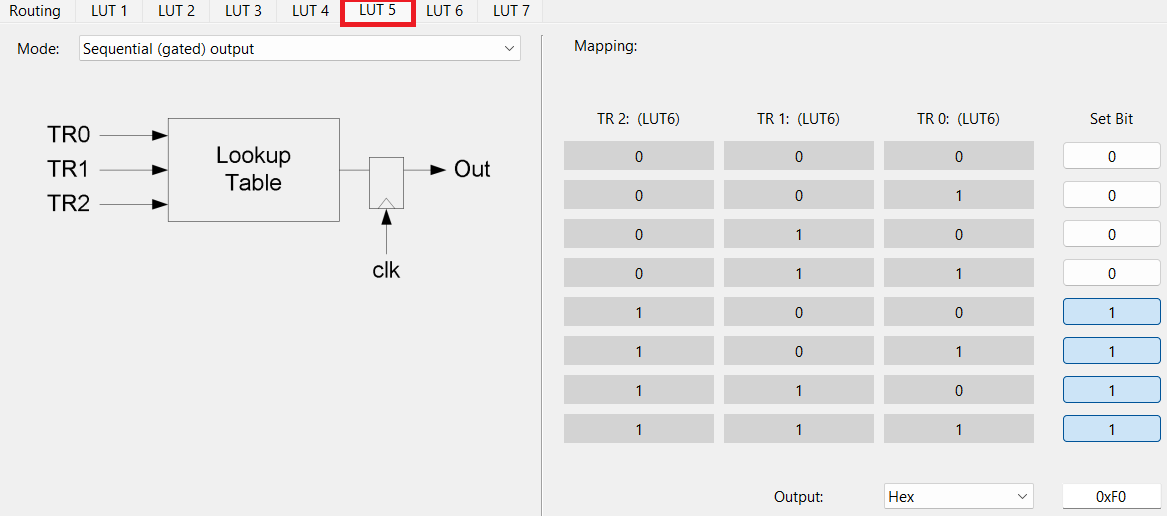 Routing LUT 1 LUT 2 LUT 3 LUT 4 LUT 5 LUT 6 LUT 7
Mode: Sequential (gated) output
TR0
TR1
TR2
Lookup
Table
Out
clk
Mapping:
TR 2: (LUT6) TR 1: (LUT6) TR 0: (LUT6) Set Bit
0 0 0 0
0 0 1 0
0 1 0 0
0 1 1 0
1 0 0 1
1 0 1 1
1 1 0 1
1 1 1 1
Output: Hex 0xF0